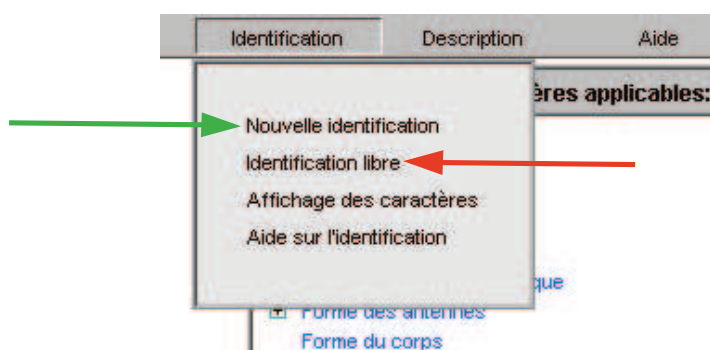 Identification Description Aide
ères applicables:
Nouvelle identification
Identification libre
Affichage des caractères
Aide sur l'identification
que
Forme des antennes
Forme du corps